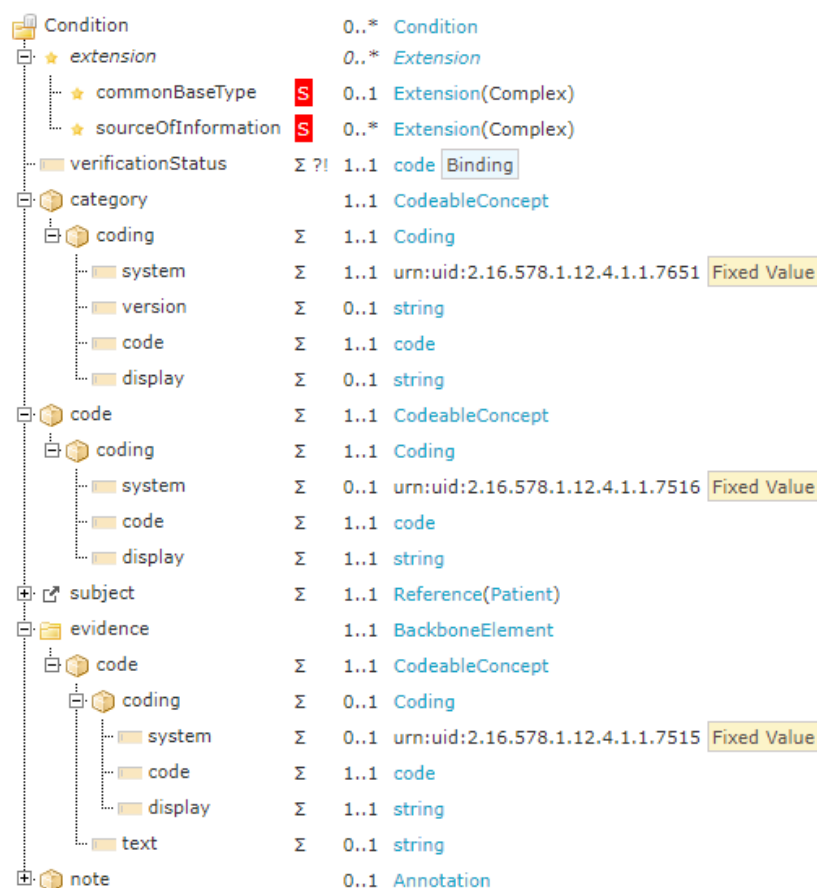 Condition 0..* Condition
extension 0..* Extension
commonBaseType S 0..1 Extension(Complex)
sourceOfInformation S 0..* Extension(Complex)
verificationStatus Σ ?! 1..1 code Binding
category 1..1 CodeableConcept
coding Σ 1..1 Coding
system Σ 1..1 urn:uid:2.16.578.1.12.4.1.1.7651 Fixed Value
version Σ 0..1 string
code Σ 1..1 code
display Σ 0..1 string
code Σ 1..1 CodeableConcept
coding Σ 1..1 Coding
system Σ 0..1 urn:uid:2.16.578.1.12.4.1.1.7516 Fixed Value
code Σ 1..1 code
display Σ 1..1 string
subject Σ 1..1 Reference(Patient)
evidence 1..1 BackboneElement
code Σ 1..1 CodeableConcept
coding Σ 0..1 Coding
system Σ 0..1 urn:uid:2.16.578.1.12.4.1.1.7515 Fixed Value
code Σ 1..1 code
display Σ 1..1 string
text Σ 0..1 string
note 0..1 Annotation